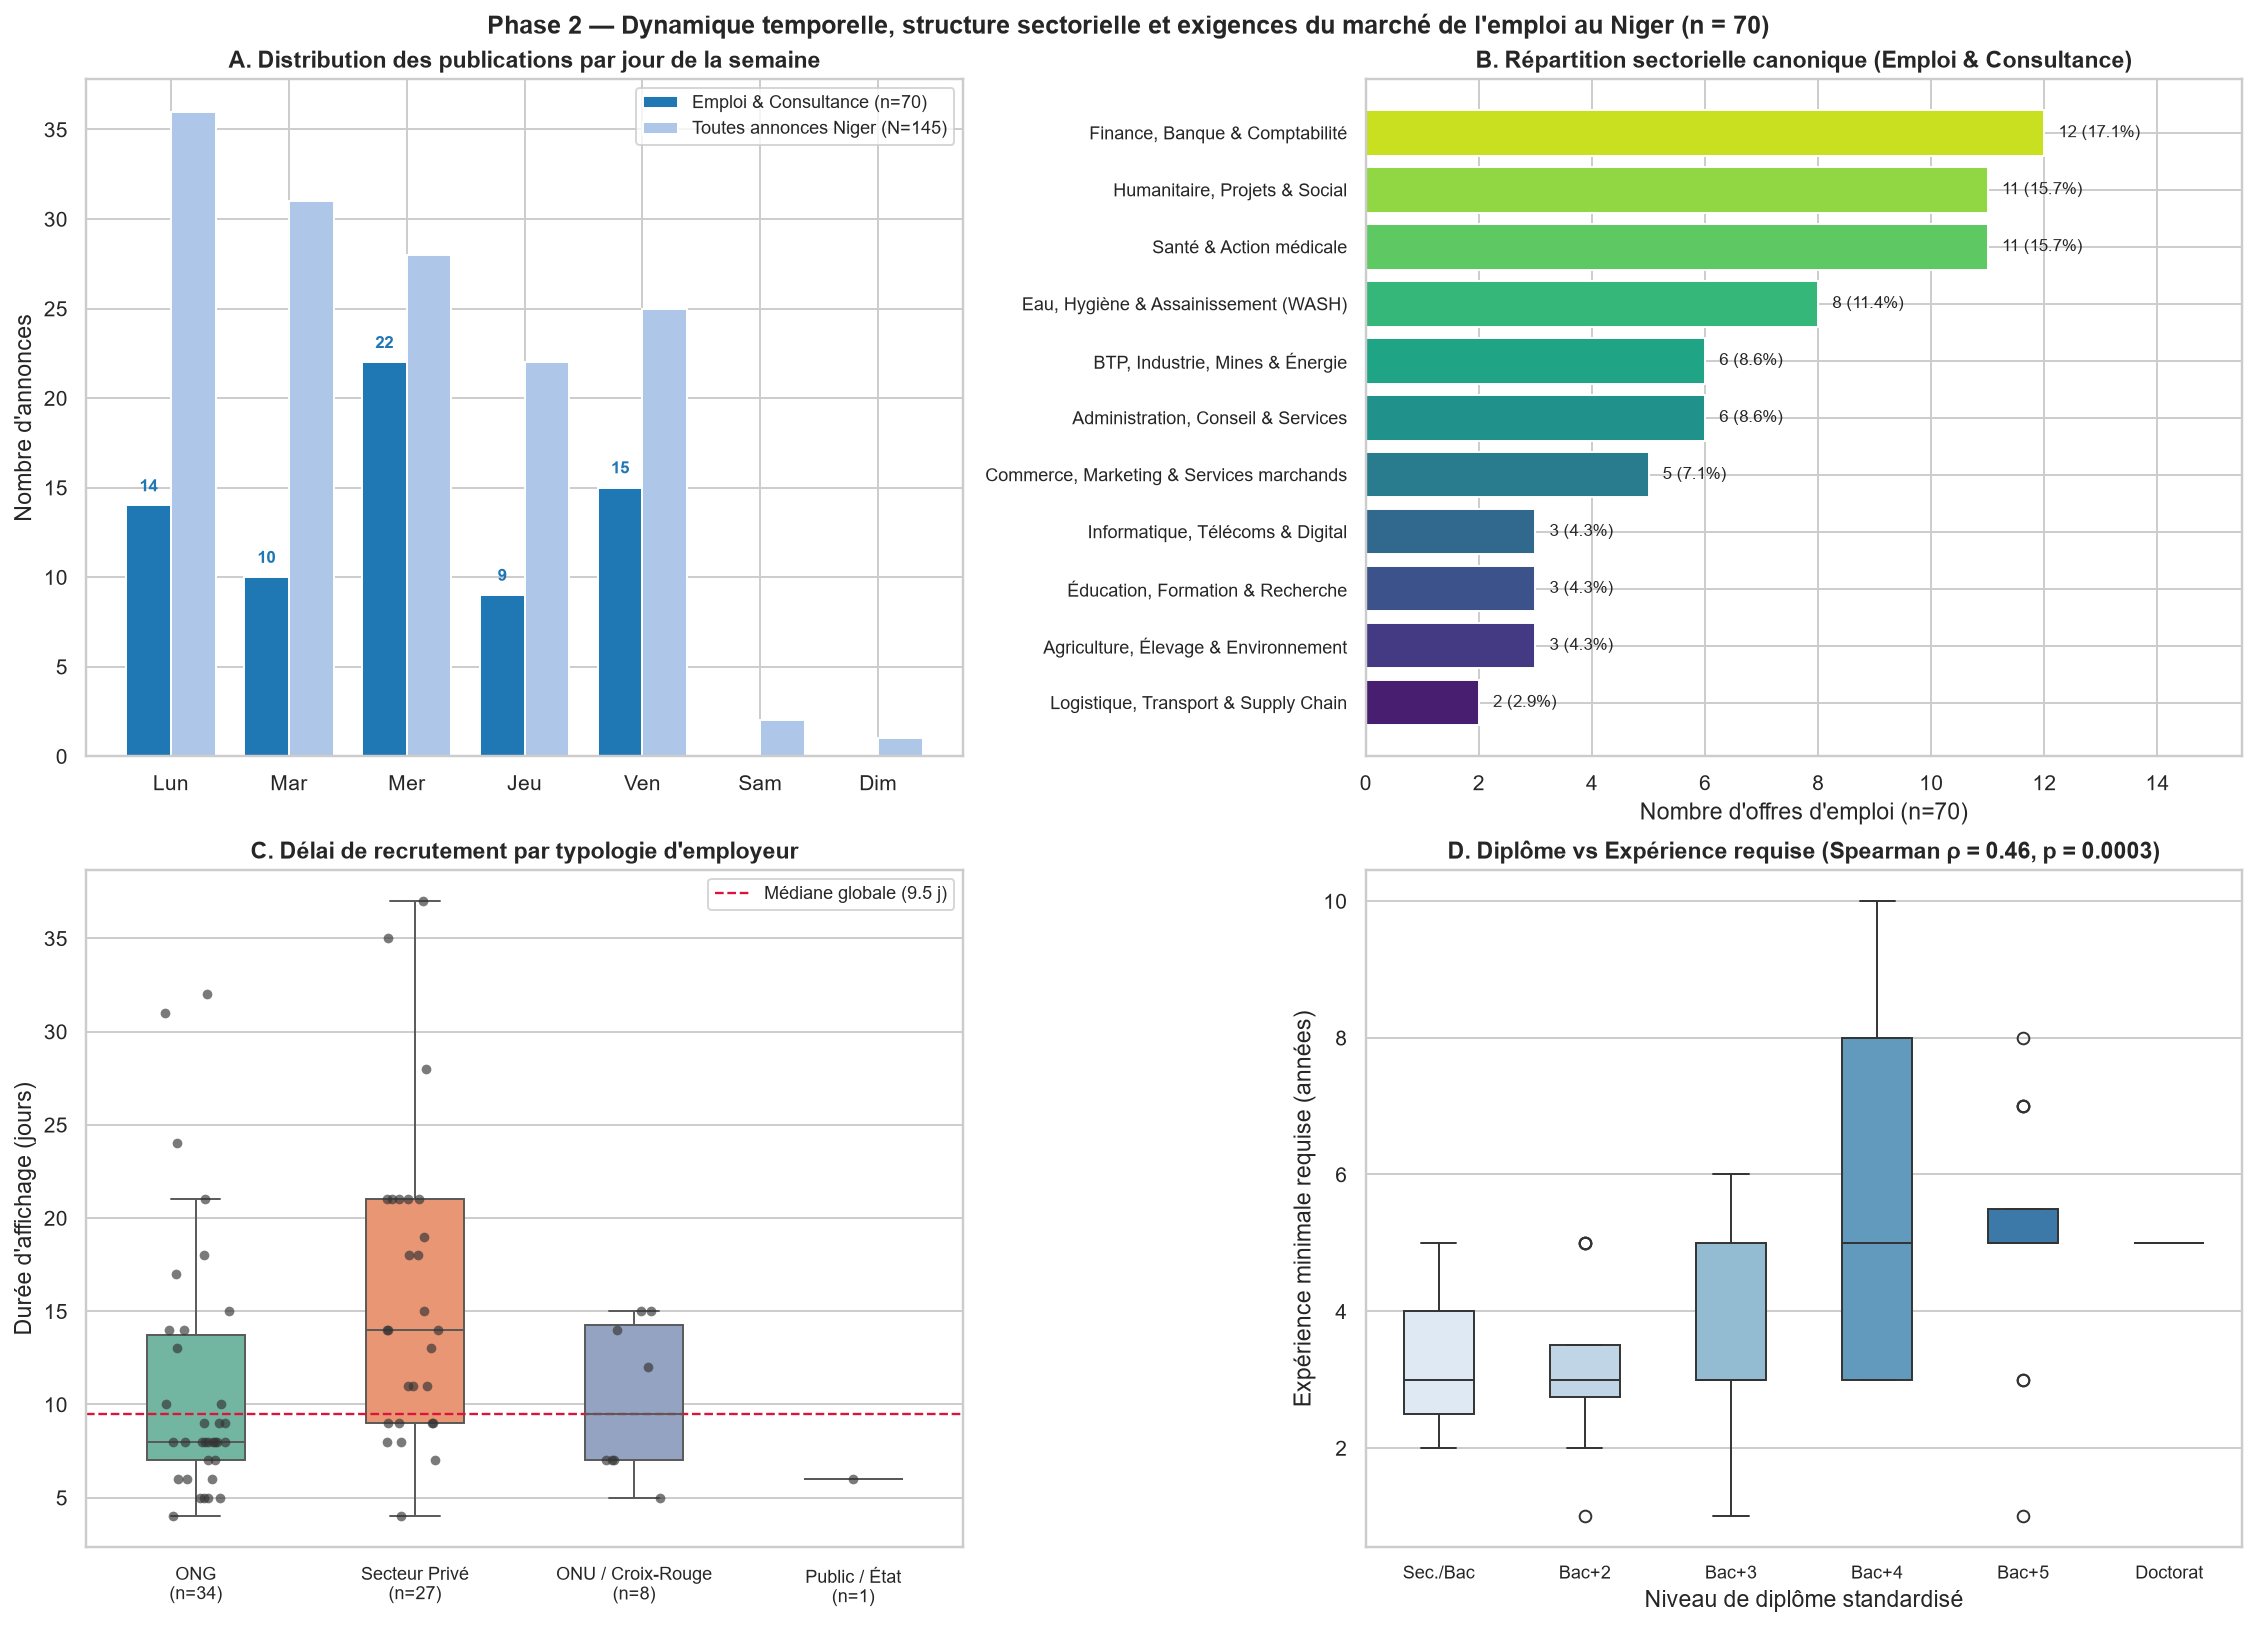 Phase 2 — Dynamique temporelle, structure sectorielle et exigences du marché de l'emploi au Niger (n = 70)
A. Distribution des publications par jour de la semaine
Emploi & Consultance (n=70)
Toutes annonces Niger (N=145)
Nombre d'annonces
35
30
25
20
15
10
5
0
14
10
22
9
15
Lun
Mar
Mer
Jeu
Ven
Sam
Dim
B. Répartition sectorielle canonique (Emploi & Consultance)
Finance, Banque & Comptabilité
12 (17.1%)
Humanitaire, Projets & Social
11 (15.7%)
Santé & Action médicale
11 (15.7%)
Eau, Hygiène & Assainissement (WASH)
8 (11.4%)
BTP, Industrie, Mines & Énergie
6 (8.6%)
Administration, Conseil & Services
6 (8.6%)
Commerce, Marketing & Services marchands
5 (7.1%)
Informatique, Télécoms & Digital
3 (4.3%)
Éducation, Formation & Recherche
3 (4.3%)
Agriculture, Élevage & Environnement
3 (4.3%)
Logistique, Transport & Supply Chain
2 (2.9%)
0
2
4
6
8
10
12
14
Nombre d'offres d'emploi (n=70)
C. Délai de recrutement par typologie d'employeur
Médiane globale (9.5 j)
Durée d'affichage (jours)
35
30
25
20
15
10
5
ONG
(n=34)
Secteur Privé
(n=27)
ONU / Croix-Rouge
(n=8)
Public / État
(n=1)
D. Diplôme vs Expérience requise (Spearman ρ = 0.46, p = 0.0003)
Expérience minimale requise (années)
10
8
6
4
2
Sec./Bac
Bac+2
Bac+3
Bac+4
Bac+5
Doctorat
Niveau de diplôme standardisé